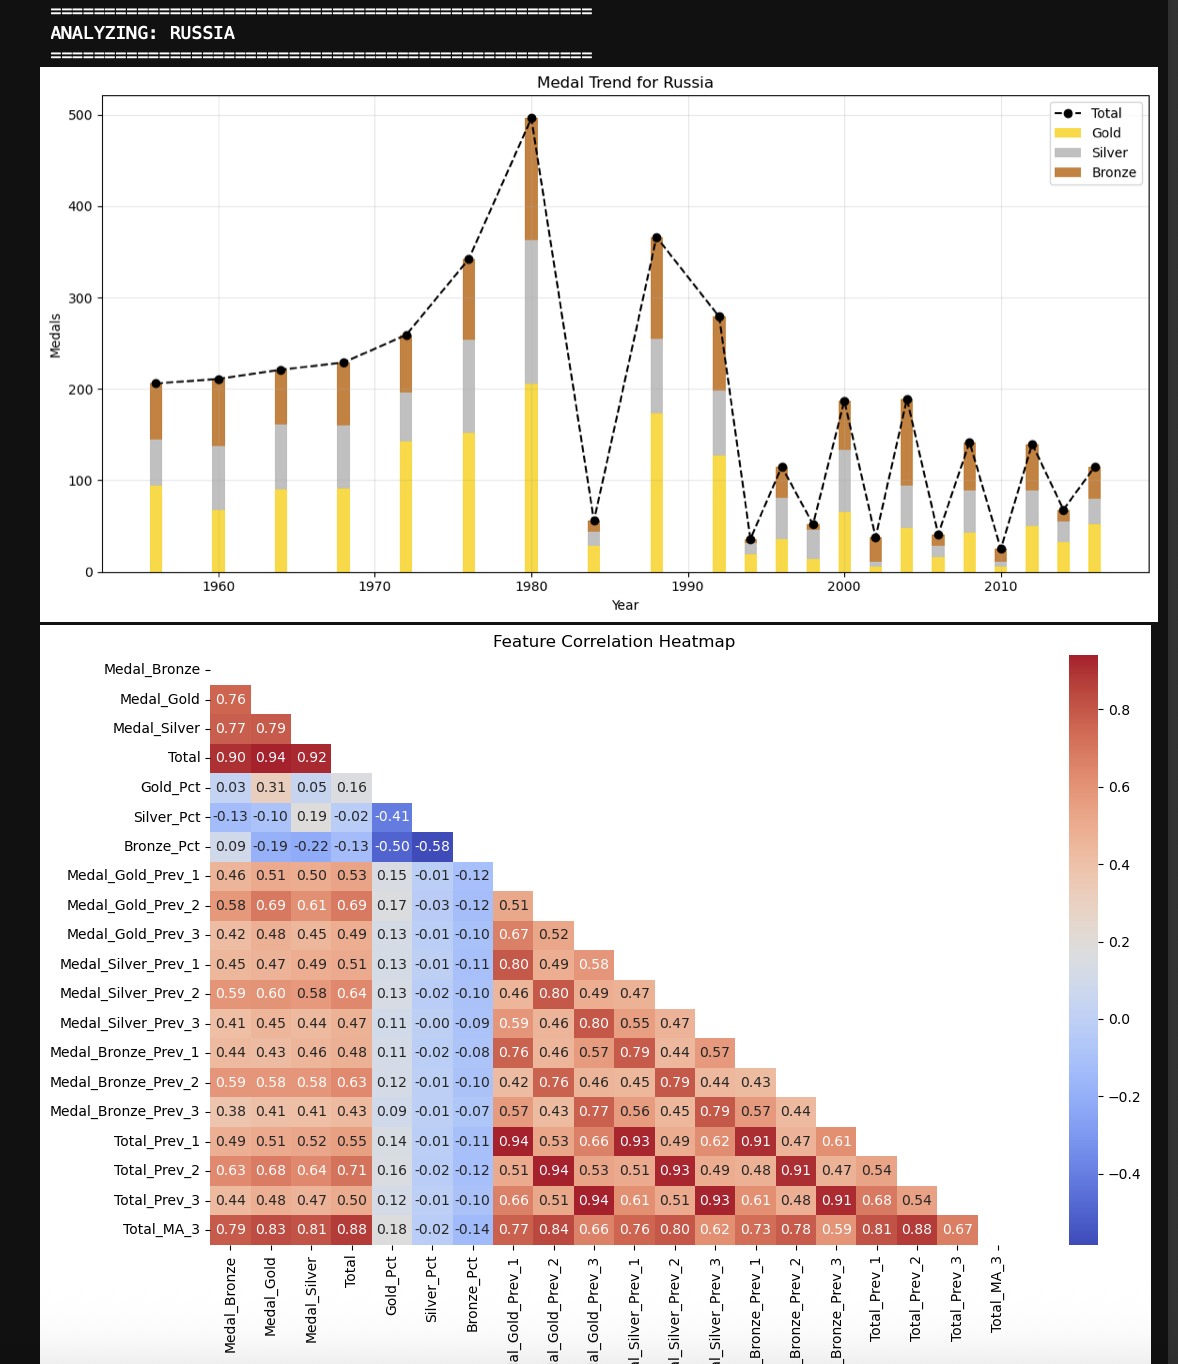 ============================================================
ANALYZING: RUSSIA
============================================================
Medal Trend for Russia
Total
Gold
Silver
Bronze
500
400
300
200
100
0
Medals
1960 1970 1980 1990 2000 2010
Year
Feature Correlation Heatmap
Medal_Bronze
Medal_Gold 0.76
Medal_Silver 0.77 0.79
Total 0.90 0.94 0.92
Gold_Pct 0.03 0.31 0.05 0.16
Silver_Pct -0.13 -0.10 0.19 -0.02 -0.41
Bronze_Pct 0.09 -0.19 -0.22 -0.13 -0.50 -0.58
Medal_Gold_Prev_1 0.46 0.51 0.50 0.53 0.15 -0.01 -0.12
Medal_Gold_Prev_2 0.58 0.69 0.61 0.69 0.17 -0.03 -0.12 0.51
Medal_Gold_Prev_3 0.42 0.48 0.45 0.49 0.13 -0.01 -0.10 0.67 0.52
Medal_Silver_Prev_1 0.45 0.47 0.49 0.51 0.13 -0.01 -0.11 0.80 0.49 0.58
Medal_Silver_Prev_2 0.59 0.60 0.58 0.64 0.13 -0.02 -0.10 0.46 0.80 0.49 0.47
Medal_Silver_Prev_3 0.41 0.45 0.44 0.47 0.11 -0.00 -0.09 0.59 0.46 0.80 0.55 0.47
Medal_Bronze_Prev_1 0.44 0.43 0.46 0.48 0.11 -0.02 -0.08 0.76 0.46 0.57 0.79 0.44 0.57
Medal_Bronze_Prev_2 0.59 0.58 0.58 0.63 0.12 -0.01 -0.10 0.42 0.76 0.46 0.45 0.79 0.44 0.43
Medal_Bronze_Prev_3 0.38 0.41 0.41 0.43 0.09 -0.01 -0.07 0.57 0.43 0.77 0.56 0.45 0.79 0.57 0.44
Total_Prev_1 0.49 0.51 0.52 0.55 0.14 -0.01 -0.11 0.94 0.53 0.66 0.93 0.49 0.62 0.91 0.47 0.61
Total_Prev_2 0.63 0.68 0.64 0.71 0.16 -0.02 -0.12 0.51 0.94 0.53 0.51 0.93 0.49 0.48 0.91 0.47 0.54
Total_Prev_3 0.44 0.48 0.47 0.50 0.12 -0.01 -0.10 0.66 0.51 0.94 0.61 0.51 0.93 0.61 0.48 0.91 0.68 0.54
Total_MA_3 0.79 0.83 0.81 0.88 0.18 -0.02 -0.14 0.77 0.84 0.66 0.76 0.80 0.62 0.73 0.78 0.59 0.81 0.88 0.67
Medal_Bronze
Medal_Gold
Medal_Silver
Total
Gold_Pct
Silver_Pct
Bronze_Pct
al_Gold_Prev_1
al_Gold_Prev_2
al_Gold_Prev_3
al_Silver_Prev_1
al_Silver_Prev_2
al_Silver_Prev_3
_Bronze_Prev_1
_Bronze_Prev_2
_Bronze_Prev_3
Total_Prev_1
Total_Prev_2
Total_Prev_3
Total_MA_3
0.8
0.6
0.4
0.2
0.0
−0.2
−0.4